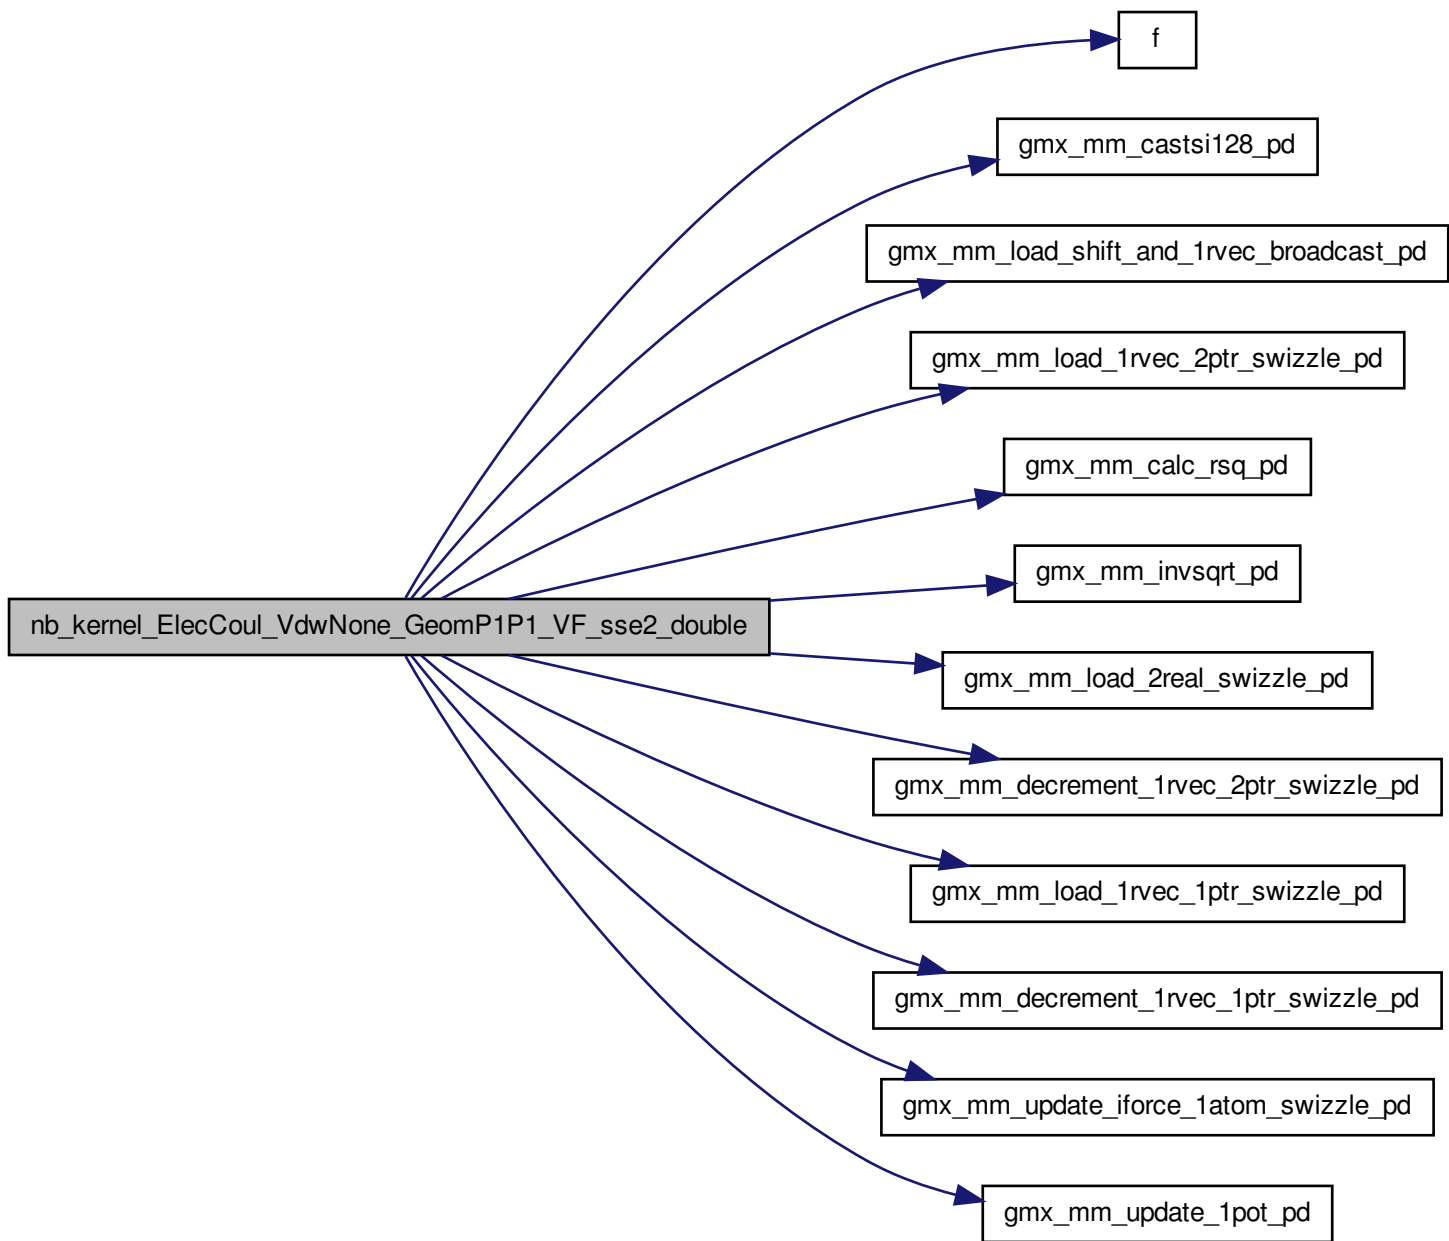 f
gmx_mm_castsi128_pd
gmx_mm_load_shift_and_1rvec_broadcast_pd
gmx_mm_load_1rvec_2ptr_swizzle_pd
gmx_mm_calc_rsq_pd
gmx_mm_invsqrt_pd
nb_kernel_ElecCoul_VdwNone_GeomP1P1_VF_sse2_double
gmx_mm_load_2real_swizzle_pd
gmx_mm_decrement_1rvec_2ptr_swizzle_pd
gmx_mm_load_1rvec_1ptr_swizzle_pd
gmx_mm_decrement_1rvec_1ptr_swizzle_pd
gmx_mm_update_iforce_1atom_swizzle_pd
gmx_mm_update_1pot_pd